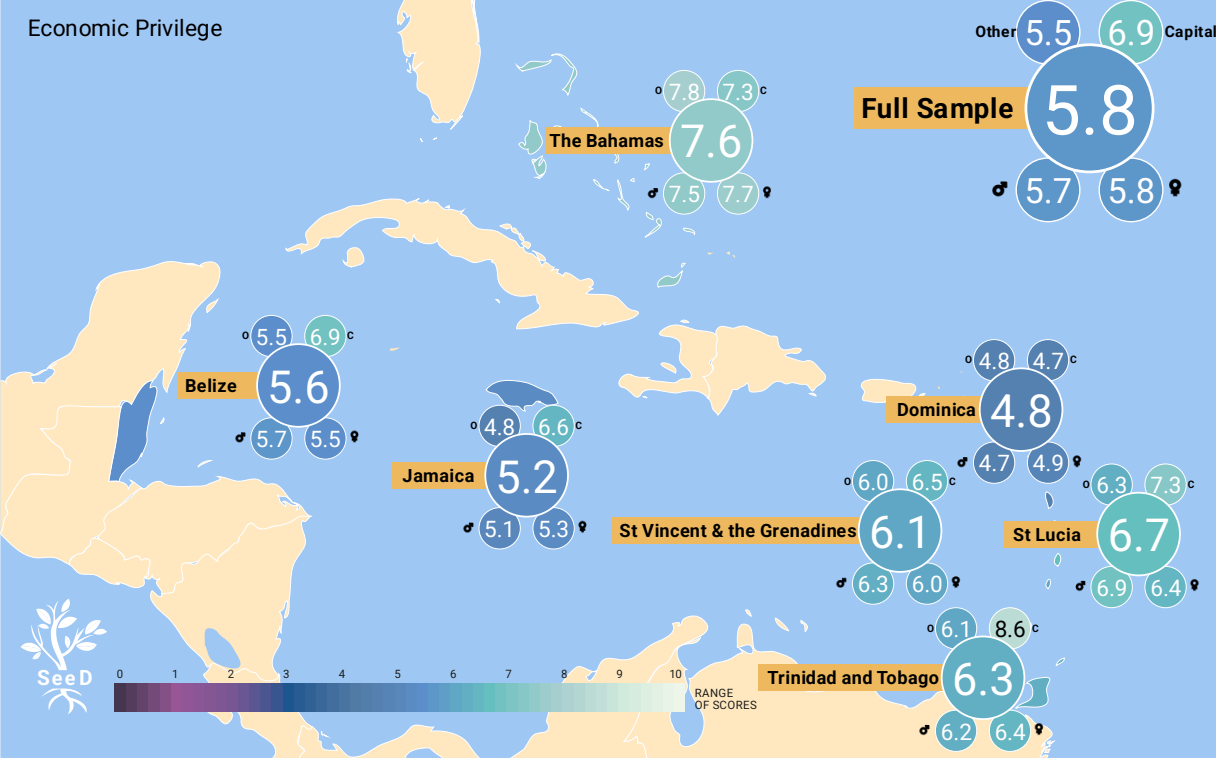 Economic Privilege
Other 5.5 6.9 Capital
Full Sample 5.8
5.7 5.8
o 7.8 7.3 c
The Bahamas 7.6
7.5 7.7
o 5.5 6.9 c
Belize 5.6
5.7 5.5
o 4.8 6.6 c
Jamaica 5.2
5.1 5.3
o 4.8 4.7 c
Dominica 4.8
4.7 4.9
o 6.0 6.5 c
St Vincent & the Grenadines 6.1
6.3 6.0
o 6.3 7.3 c
St Lucia 6.7
6.9 6.4
o 6.1 8.6 c
Trinidad and Tobago 6.3
6.2 6.4
SeeD
0 1 2 3 4 5 6 7 8 9 10
RANGE
OF SCORES